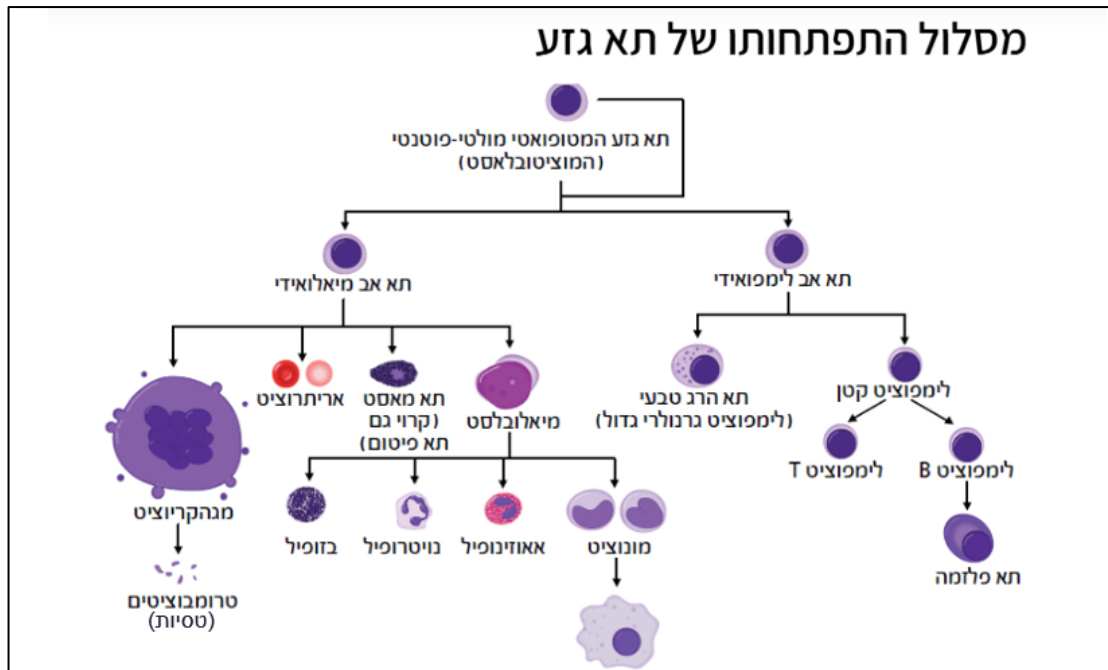 מסלול התפתחותו של תא גזע
תא גזע המטופואטי מולטי-פוטנטי
(המוציטובלאסט)
תא אב מיאלואידי
תא אב לימפואידי
אריתרוציט
תא מאסט
(קרוי גם
תא פיטום)
מיאלובלסט
תא הרג טבעי
(לימפוציט גרנולרי גדול)
לימפוציט קטן
לימפוציט T
לימפוציט B
מגהקריוציט
בזופיל
נויטרופיל
אאוזינופיל
מונוציט
תא פלזמה
טרומבוציטים
(טסיות)